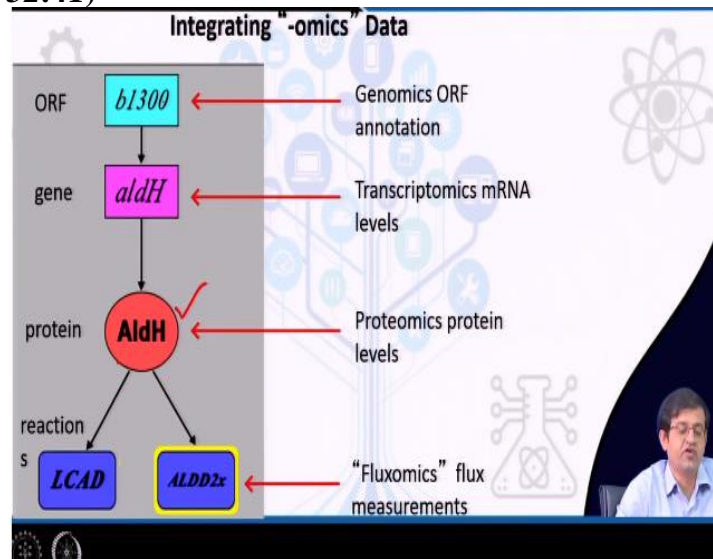 Integrating "-omics" Data
ORF
b1300
Genomics ORF
annotation
gene
aldH
Transcriptomics mRNA
levels
protein
AldH
Proteomics protein
levels
reaction
s
LCAD
ALDD2x
"Fluxomics" flux
measurements